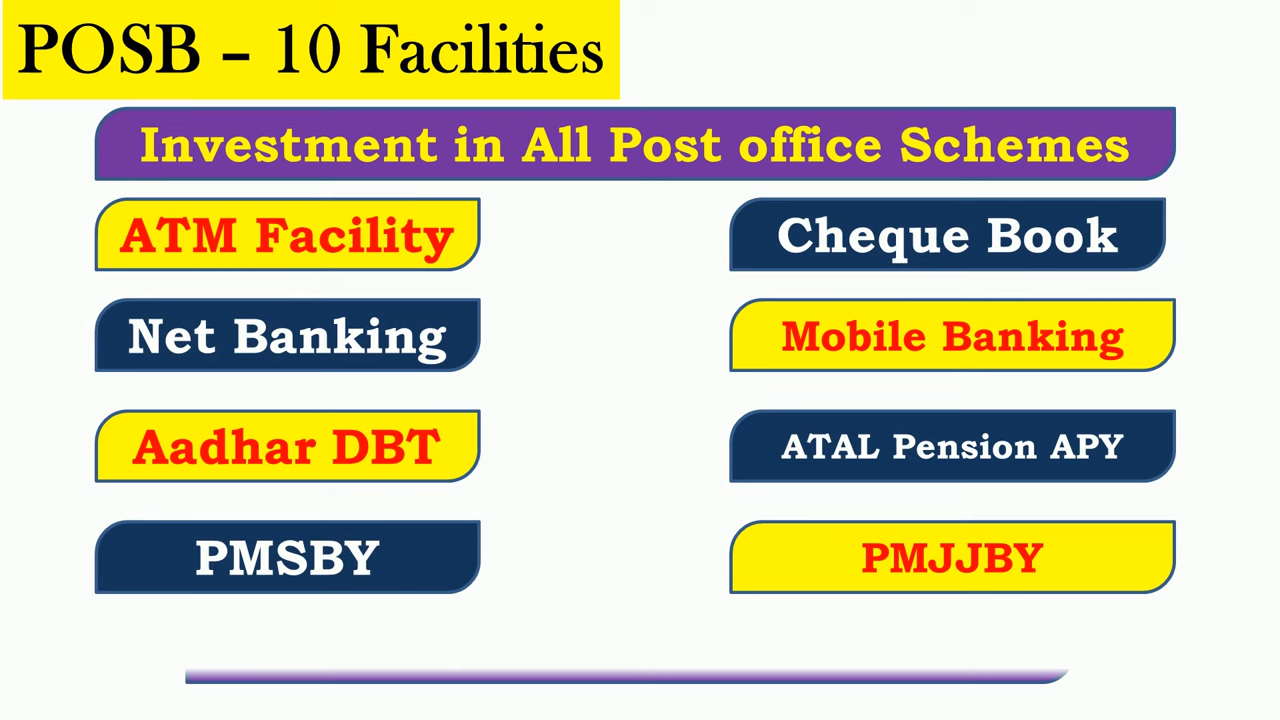 POSB – 10 Facilities
Investment in All Post office Schemes
ATM Facility
Cheque Book
Net Banking
Mobile Banking
Aadhar DBT
ATAL Pension APY
PMSBY
PMJJBY